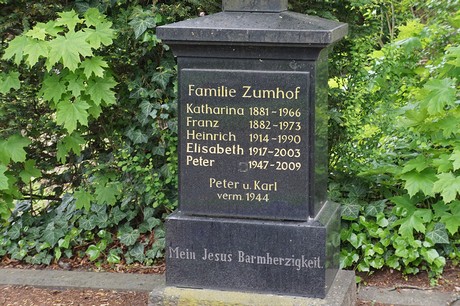 Familie Zumhof
Katharina 1881-1966
Franz 1882-1973
Heinrich 1914-1990
Elisabeth 1917-2003
Peter 1947-2009
Peter u. Karl
verm. 1944
Mein Jesus Barmherzigkeit.